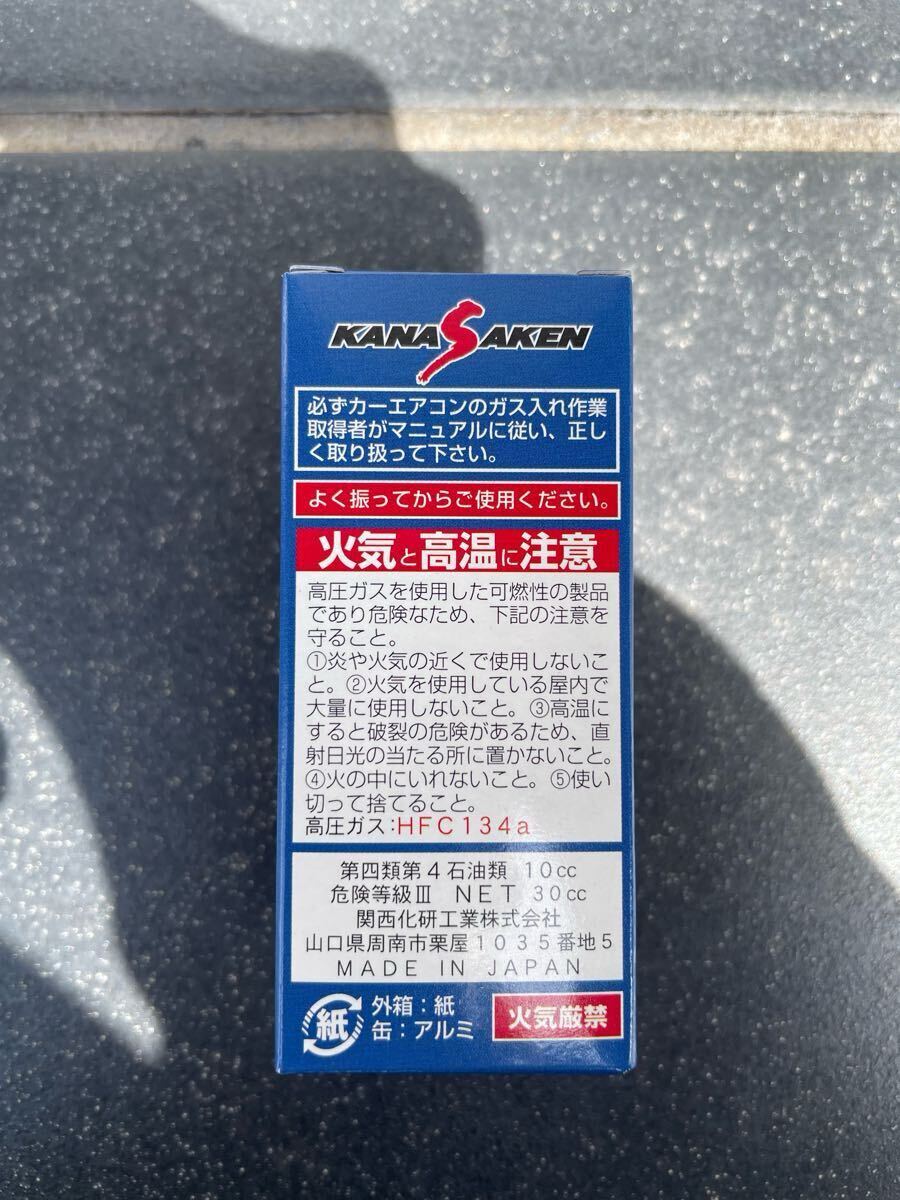 KANASAKEN
必ずカーエアコンのガス入れ作業
取得者がマニュアルに従い、正し
く取り扱って下さい。
よく振ってからご使用ください。
火気と高温に注意
高圧ガスを使用した可燃性の製品
であり危険なため、下記の注意を
守ること。
①炎や火気の近くで使用しないこ
と。②火気を使用している屋内で
大量に使用しないこと。③高温に
すると破裂の危険があるため、直
射日光の当たる所に置かないこと。
④火の中にいれないこと。⑤使い
切って捨てること。
高圧ガス:HFC134a
第四類第4石油類 10cc
危険等級Ⅲ NET 30cc
関西化研工業株式会社
山口県周南市栗屋1035番地5
MADE IN JAPAN
紙
外箱:紙
缶:アルミ
火気厳禁